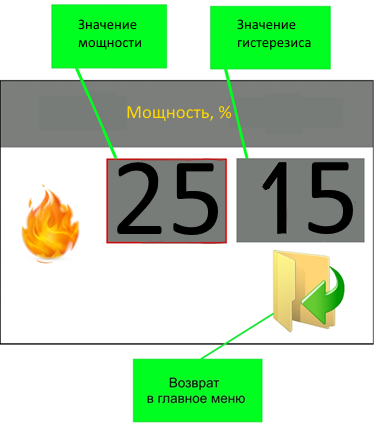 Значение
мощности
Значение
гистерезиса
Мощность, %
25
15
Возврат
в главное меню